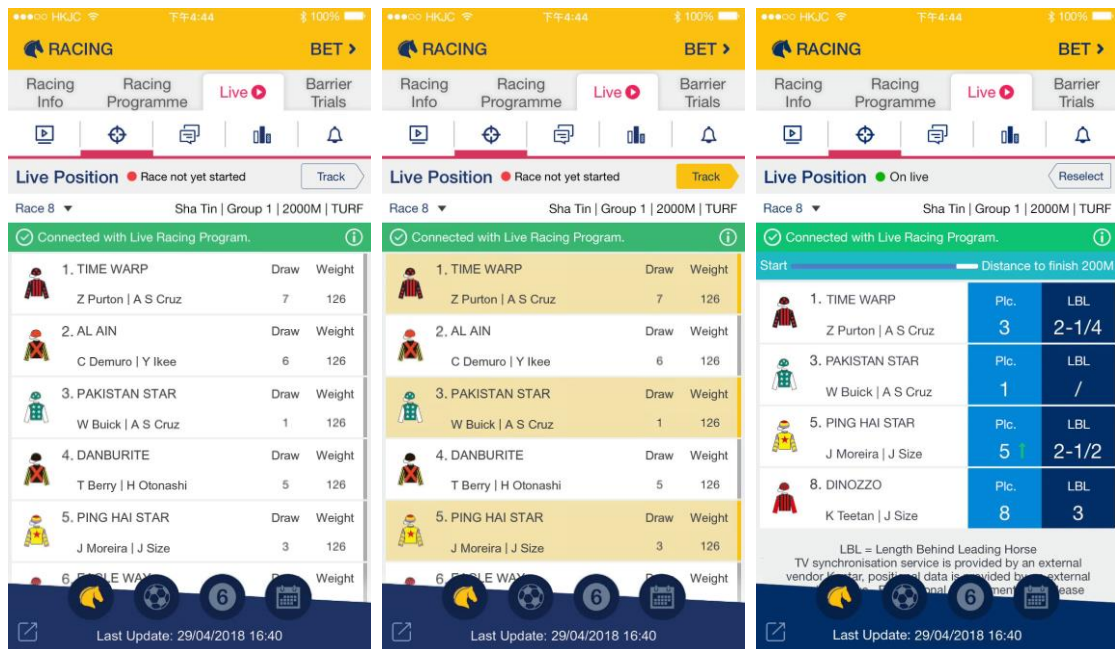 HKJC 下午4:44 100%
RACING BET >
Racing Info Racing Programme Live Barrier Trials
Live Position Race not yet started Track
Race 8 Sha Tin | Group 1 | 2000M | TURF
Connected with Live Racing Program.
1. TIME WARP Draw Weight
Z Purton | A S Cruz 7 126
2. AL AIN Draw Weight
C Demuro | Y Ikee 6 126
3. PAKISTAN STAR Draw Weight
W Buick | A S Cruz 1 126
4. DANBURITE Draw Weight
T Berry | H Otonashi 5 126
5. PING HAI STAR Draw Weight
J Moreira | J Size 3 126
6. EAGLE WAY Weight
6
Last Update: 29/04/2018 16:40
HKJC 下午4:44 100%
RACING BET >
Racing Info Racing Programme Live Barrier Trials
Live Position Race not yet started Track
Race 8 Sha Tin | Group 1 | 2000M | TURF
Connected with Live Racing Program.
1. TIME WARP Draw Weight
Z Purton | A S Cruz 7 126
2. AL AIN Draw Weight
C Demuro | Y Ikee 6 126
3. PAKISTAN STAR Draw Weight
W Buick | A S Cruz 1 126
4. DANBURITE Draw Weight
T Berry | H Otonashi 5 126
5. PING HAI STAR Draw Weight
J Moreira | J Size 3 126
6. EAGLE WAY Weight
6
Last Update: 29/04/2018 16:40
HKJC 下午4:44 100%
RACING BET >
Racing Info Racing Programme Live Barrier Trials
Live Position On live Reselect
Race 8 Sha Tin | Group 1 | 2000M | TURF
Connected with Live Racing Program.
Start Distance to finish 200M
1. TIME WARP Plc. LBL
Z Purton | A S Cruz 3 2-1/4
3. PAKISTAN STAR Plc. LBL
W Buick | A S Cruz 1 /
5. PING HAI STAR Plc. LBL
J Moreira | J Size 5 ↑ 2-1/2
8. DINOZZO Plc. LBL
K Teetan | J Size 8 3
LBL = Length Behind Leading Horse
TV synchronisation service is provided by an external
vendor positional data is provided by external
6
Last Update: 29/04/2018 16:40